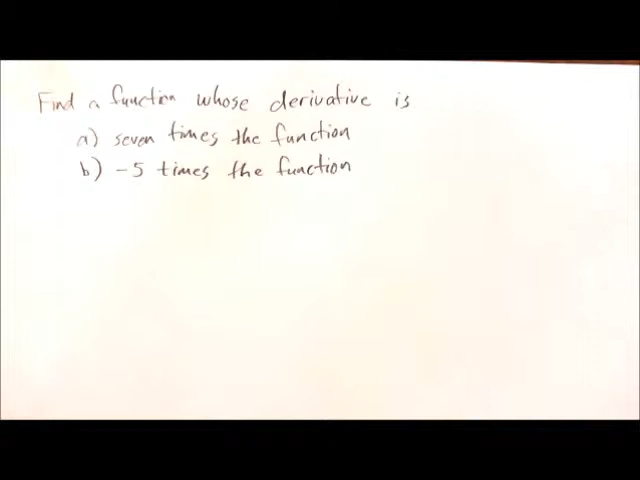 Find a function whose derivative is
a) seven times the function
b) -5 times the function